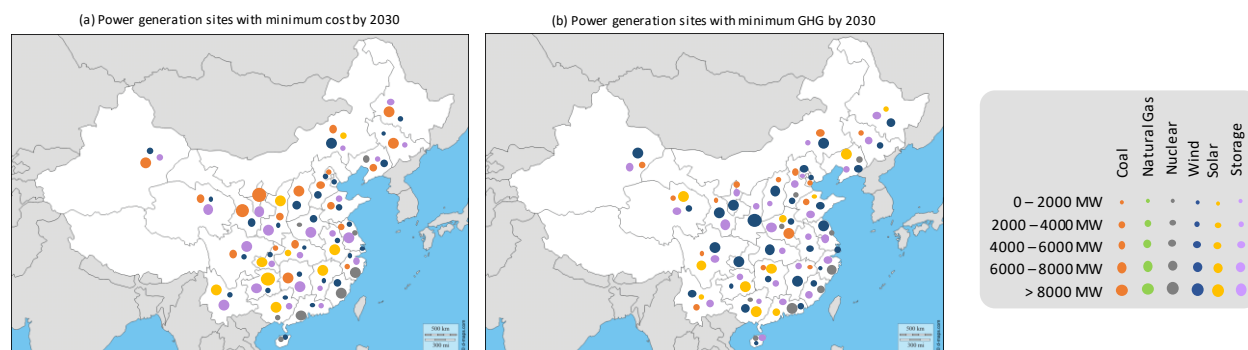 (a) Power generation sites with minimum cost by 2030
(b) Power generation sites with minimum GHG by 2030
500 km
300 mi
500 km
300 mi
Coal
Natural Gas
Nuclear
Wind
Solar
Storage
0 – 2000 MW
2000 – 4000 MW
4000 – 6000 MW
6000 – 8000 MW
> 8000 MW